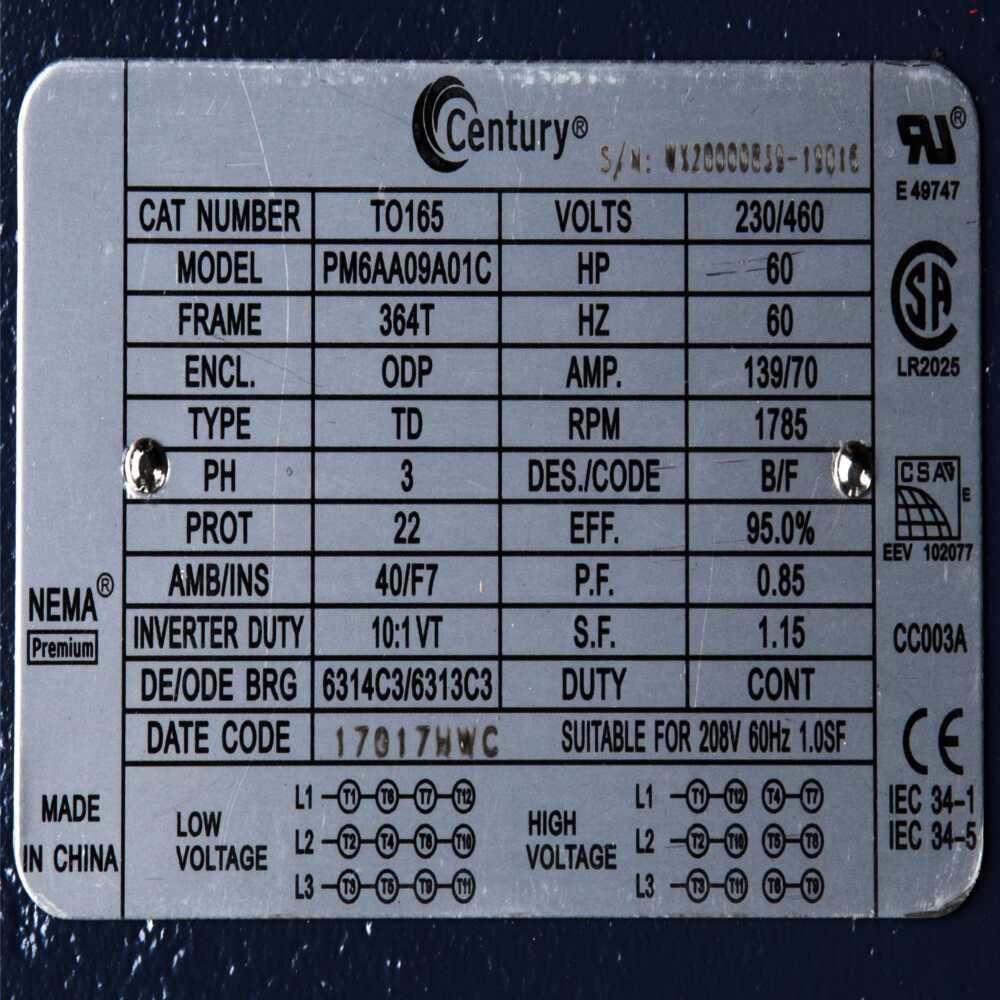 Century®
S/N: WX20000839-19016
CAT NUMBER TO165 VOLTS 230/460
MODEL PM6AA09A01C HP 60
FRAME 364T HZ 60
ENCL. ODP AMP. 139/70
TYPE TD RPM 1785
PH 3 DES./CODE B/F
PROT 22 EFF. 95.0%
AMB/INS 40/F7 P.F. 0.85
INVERTER DUTY 10:1 VT S.F. 1.15
DE/ODE BRG 6314C3/6313C3 DUTY CONT
DATE CODE 17017HWC SUITABLE FOR 208V 60Hz 1.0SF
LOW VOLTAGE
L1 T1 T6 T7 T12
L2 T2 T4 T8 T10
L3 T3 T5 T9 T11
HIGH VOLTAGE
L1 T1 T12 T4 T7
L2 T2 T10 T5 T8
L3 T3 T11 T6 T9
NEMA®
Premium
MADE
IN CHINA
RU®
E 49747
CSA
LR2025
CSA
E
EEV 102077
CC003A
CE
IEC 34-1
IEC 34-5